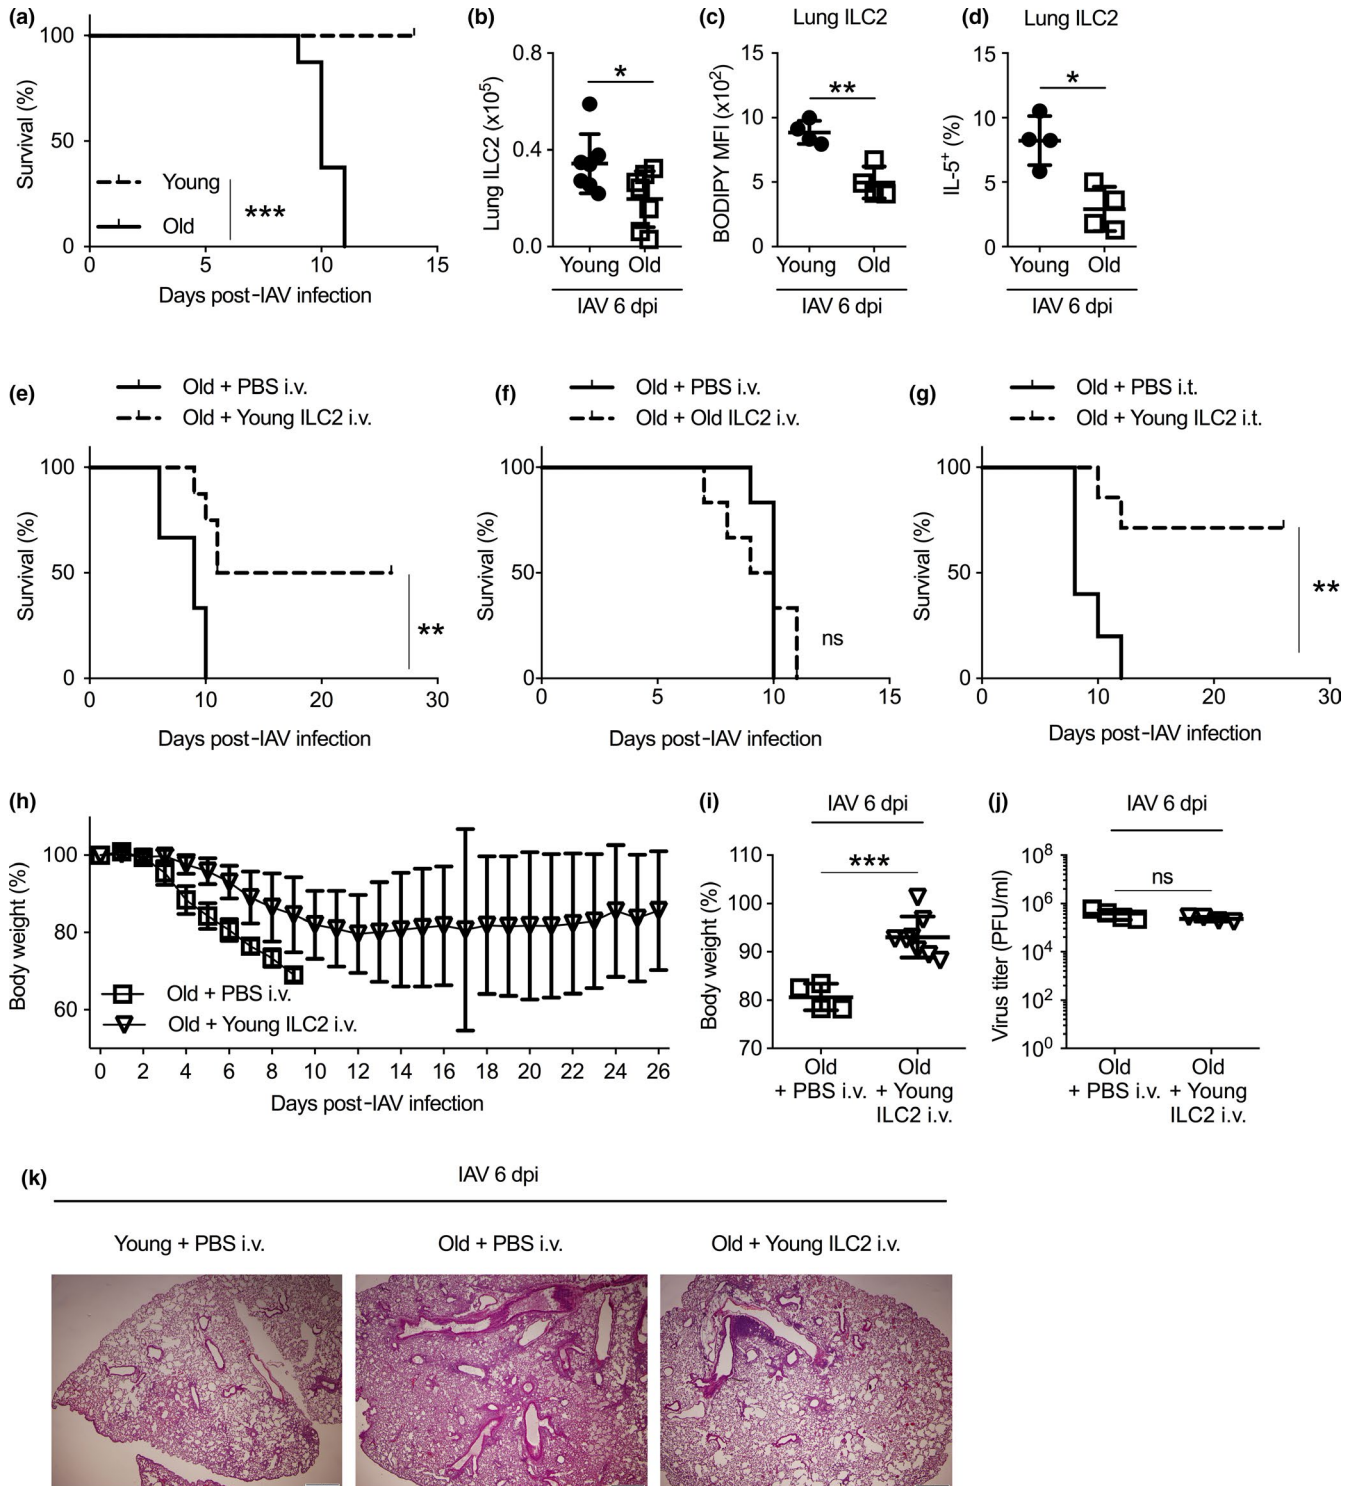 (a)
100
50
0
Survival (%)
Young
Old
***
0 5 10 15
Days post-IAV infection
(b)
0.8
0.4
0.0
Lung ILC2 (x10⁵)
*
Young Old
IAV 6 dpi
(c)
Lung ILC2
15
10
5
0
BODIPY MFI (x10²)
**
Young Old
IAV 6 dpi
(d)
Lung ILC2
15
10
5
0
IL-5⁺ (%)
*
Young Old
IAV 6 dpi
(e)
Old + PBS i.v.
Old + Young ILC2 i.v.
100
50
0
Survival (%)
**
0 10 20 30
Days post-IAV infection
(f)
Old + PBS i.v.
Old + Old ILC2 i.v.
100
50
0
Survival (%)
ns
0 5 10 15
Days post-IAV infection
(g)
Old + PBS i.t.
Old + Young ILC2 i.t.
100
50
0
Survival (%)
**
0 10 20 30
Days post-IAV infection
(h)
100
80
60
Body weight (%)
Old + PBS i.v.
Old + Young ILC2 i.v.
0 2 4 6 8 10 12 14 16 18 20 22 24 26
Days post-IAV infection
(i)
IAV 6 dpi
110
100
90
80
70
Body weight (%)
***
Old Old
+ PBS i.v. + Young
ILC2 i.v.
(j)
IAV 6 dpi
10⁸
10⁶
10⁴
10²
10⁰
Virus titer (PFU/ml)
ns
Old Old
+ PBS i.v. + Young
ILC2 i.v.
(k)
IAV 6 dpi
Young + PBS i.v.
Old + PBS i.v.
Old + Young ILC2 i.v.